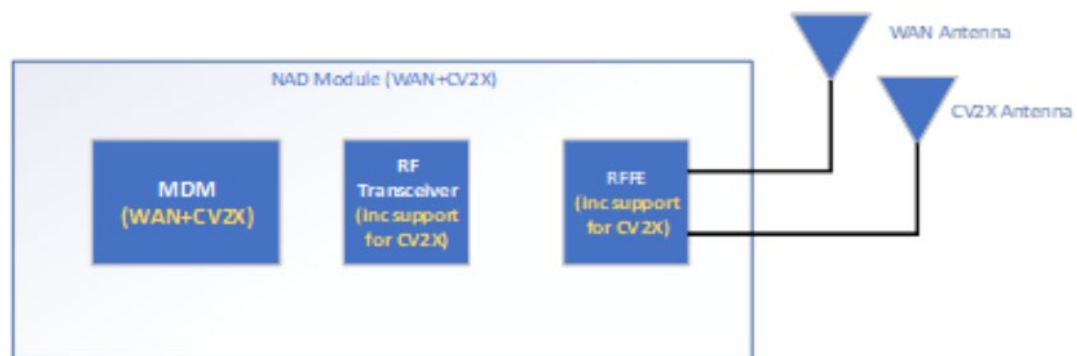 WAN Antenna
NAD Module (WAN+CV2X)
CV2X Antenna
MDM
(WAN+CV2X)
RF
Transceiver
(inc support
for CV2X)
RFFE
(inc support
for CV2X)